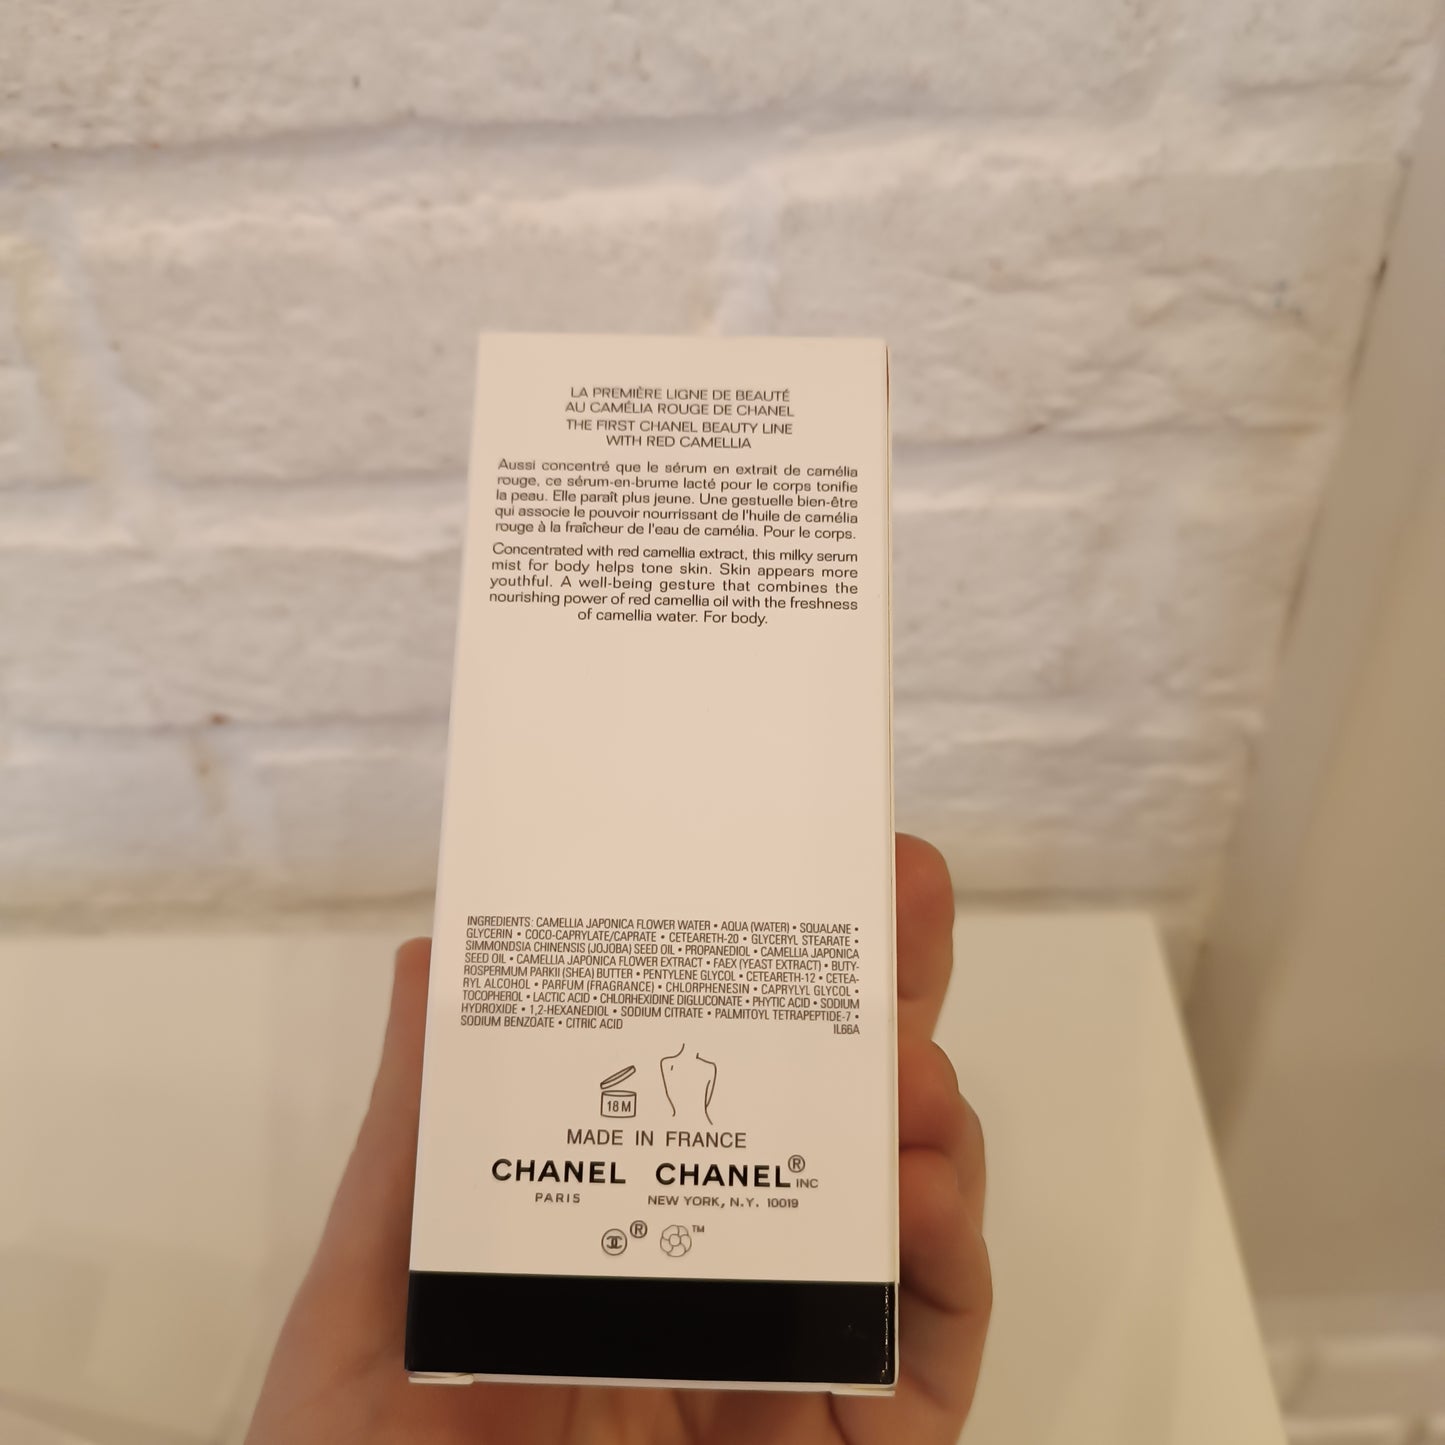 LA PREMIÈRE LIGNE DE BEAUTÉ
AU CAMÉLIA ROUGE DE CHANEL
THE FIRST CHANEL BEAUTY LINE
WITH RED CAMELLIA
Aussi concentré que le sérum en extrait de camélia
rouge, ce sérum-en-brume lacté pour le corps tonifie
la peau. Elle paraît plus jeune. Une gestuelle bien-être
qui associe le pouvoir nourrissant de l'huile de camélia
rouge à la fraîcheur de l'eau de camélia. Pour le corps.
Concentrated with red camellia extract, this milky serum
mist for body helps tone skin. Skin appears more
youthful. A well-being gesture that combines the
nourishing power of red camellia oil with the freshness
of camellia water. For body.
INGREDIENTS: CAMELLIA JAPONICA FLOWER WATER • AQUA (WATER) • SQUALANE •
GLYCERIN • COCO-CAPRYLATE/CAPRATE • CETEARETH-20 • GLYCERYL STEARATE •
SIMMONDSIA CHINENSIS (JOJOBA) SEED OIL • PROPANEDIOL • CAMELLIA JAPONICA
SEED OIL • CAMELLIA JAPONICA FLOWER EXTRACT • FAEX (YEAST EXTRACT) • BUTY-
ROSPERMUM PARKII (SHEA) BUTTER • PENTYLENE GLYCOL • CETEARETH-12 • CETEA-
RYL ALCOHOL • PARFUM (FRAGRANCE) • CHLORPHENESIN • CAPRYLYL GLYCOL •
TOCOPHEROL • LACTIC ACID • CHLORHEXIDINE DIGLUCONATE • PHYTIC ACID • SODIUM
HYDROXIDE • 1,2-HEXANEDIOL • SODIUM CITRATE • PALMITOYL TETRAPEPTIDE-7 •
SODIUM BENZOATE • CITRIC ACID IL66A
18 M
MADE IN FRANCE
CHANEL CHANEL® INC
PARIS NEW YORK, N.Y. 10019
® ™